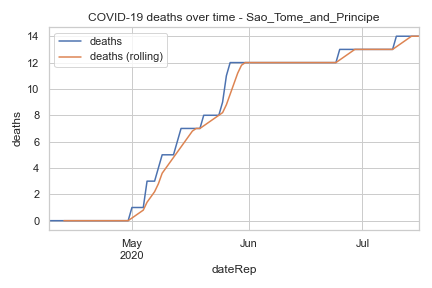 COVID-19 deaths over time - Sao_Tome_and_Principe
deaths
deaths (rolling)
14
12
10
8
6
4
2
0
deaths
May
2020
Jun
Jul
dateRep